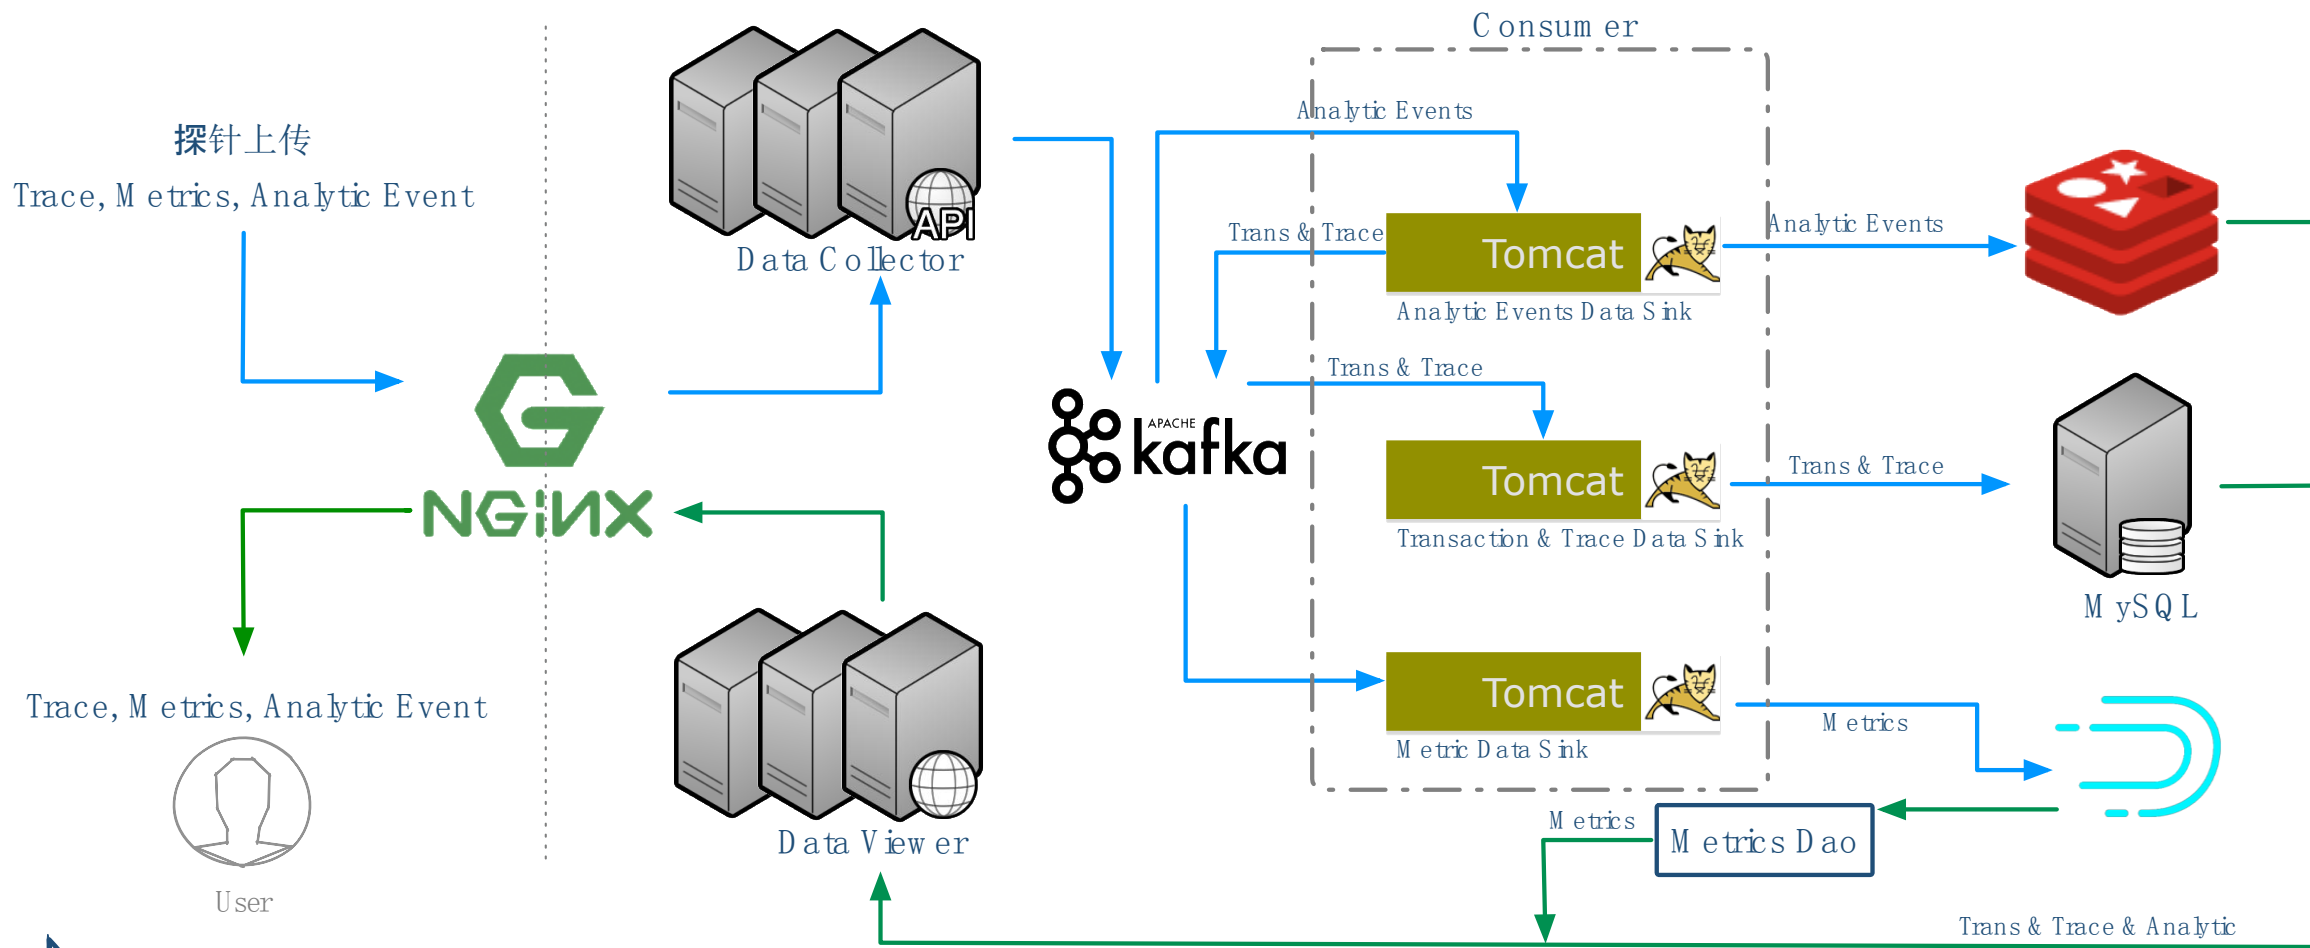 Consumer
Analytic Events
探针上传
Trace, Metrics, Analytic Event
API
Data Collector
Trans & Trace
Tomcat
Analytic Events
Analytic Events Data Sink
Trans & Trace
APACHE
kafka
Tomcat
Trans & Trace
Transaction & Trace Data Sink
NGINX
MySQL
Trace, Metrics, Analytic Event
Tomcat
Metrics
Metric Data Sink
Metrics
Metrics Dao
Data Viewer
User
Trans & Trace & Analytic